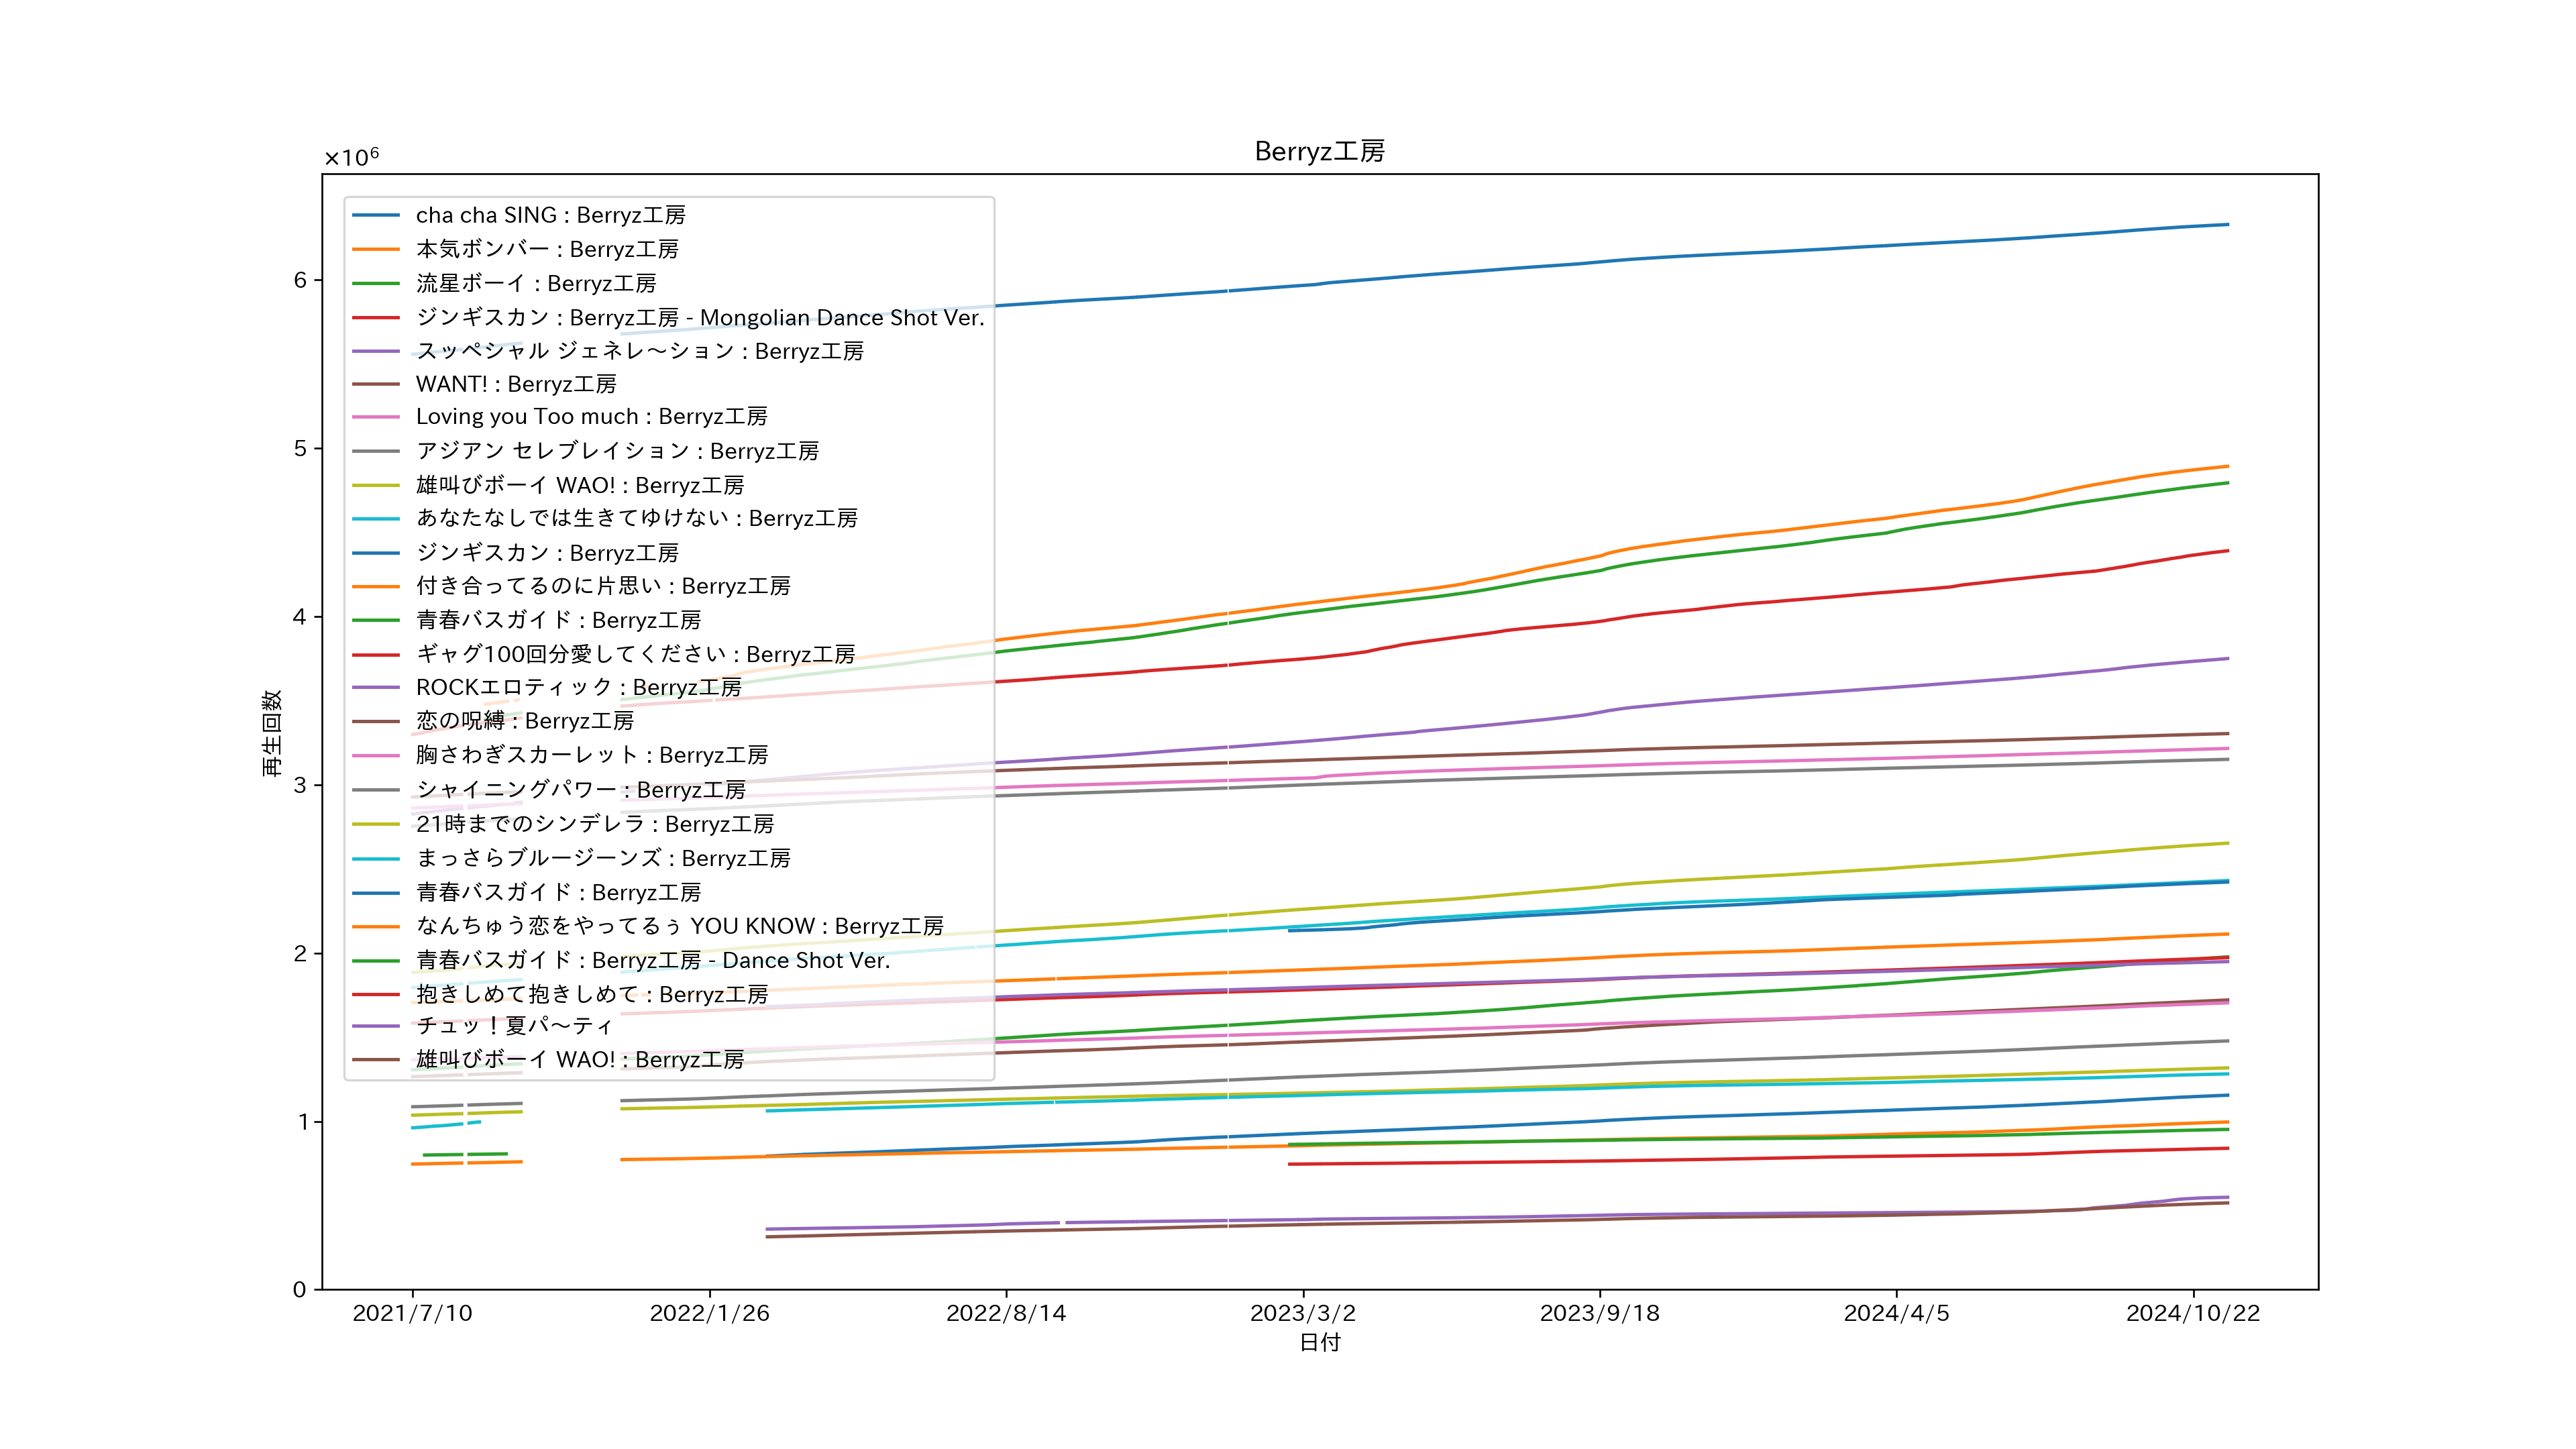 Berryz工房
×10⁶
cha cha SING : Berryz工房
本気ボンバー : Berryz工房
流星ボーイ : Berryz工房
ジンギスカン : Berryz工房 - Mongolian Dance Shot Ver.
スッペシャル ジェネレ～ション : Berryz工房
WANT! : Berryz工房
Loving you Too much : Berryz工房
アジアン セレブレイション : Berryz工房
雄叫びボーイ WAO! : Berryz工房
あなたなしでは生きてゆけない : Berryz工房
ジンギスカン : Berryz工房
付き合ってるのに片思い : Berryz工房
青春バスガイド : Berryz工房
ギャグ100回分愛してください : Berryz工房
ROCKエロティック : Berryz工房
恋の呪縛 : Berryz工房
胸さわぎスカーレット : Berryz工房
シャイニングパワー : Berryz工房
21時までのシンデレラ : Berryz工房
まっさらブルージーンズ : Berryz工房
青春バスガイド : Berryz工房
なんちゅう恋をやってるぅ YOU KNOW : Berryz工房
青春バスガイド : Berryz工房 - Dance Shot Ver.
抱きしめて抱きしめて : Berryz工房
チュッ！夏パ～ティ
雄叫びボーイ WAO! : Berryz工房
6
5
4
3
2
1
0
再生回数
2021/7/10
2022/1/26
2022/8/14
2023/3/2
2023/9/18
2024/4/5
2024/10/22
日付